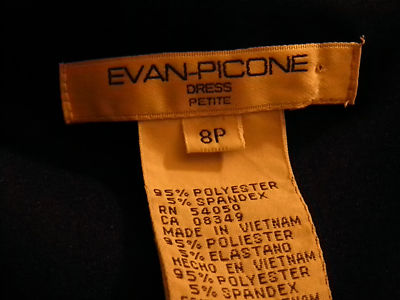 EVAN-PICONE
DRESS
PETITE
8P
95% POLYESTER
5% SPANDEX
RN 54050
CA 08349
MADE IN VIETNAM
95% POLIESTER
5% ELASTANO
HECHO EN VIETNAM
95% POLYESTER
5% SPANDEX